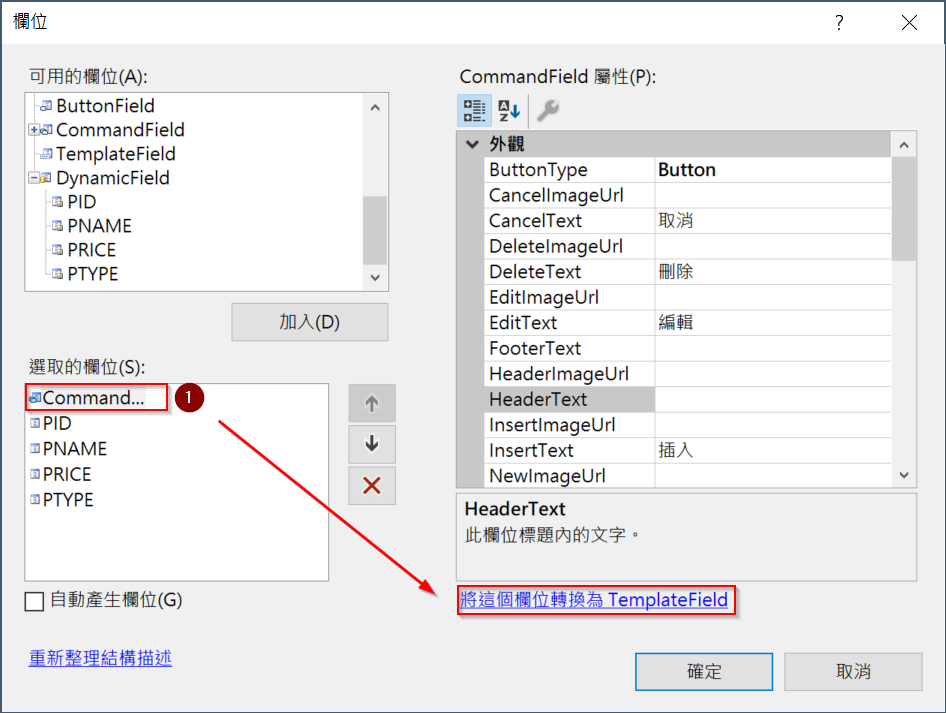 欄位
可用的欄位(A):
ButtonField
CommandField
TemplateField
DynamicField
PID
PNAME
PRICE
PTYPE
加入(D)
選取的欄位(S):
Command...
1
PID
PNAME
PRICE
PTYPE
自動產生欄位(G)
重新整理結構描述
CommandField 屬性(P):
外觀
ButtonType Button
CancelImageUrl
CancelText 取消
DeleteImageUrl
DeleteText 刪除
EditImageUrl
EditText 編輯
FooterText
HeaderImageUrl
HeaderText
InsertImageUrl
InsertText 插入
NewImageUrl
HeaderText
此欄位標題內的文字。
將這個欄位轉換為 TemplateField
確定
取消